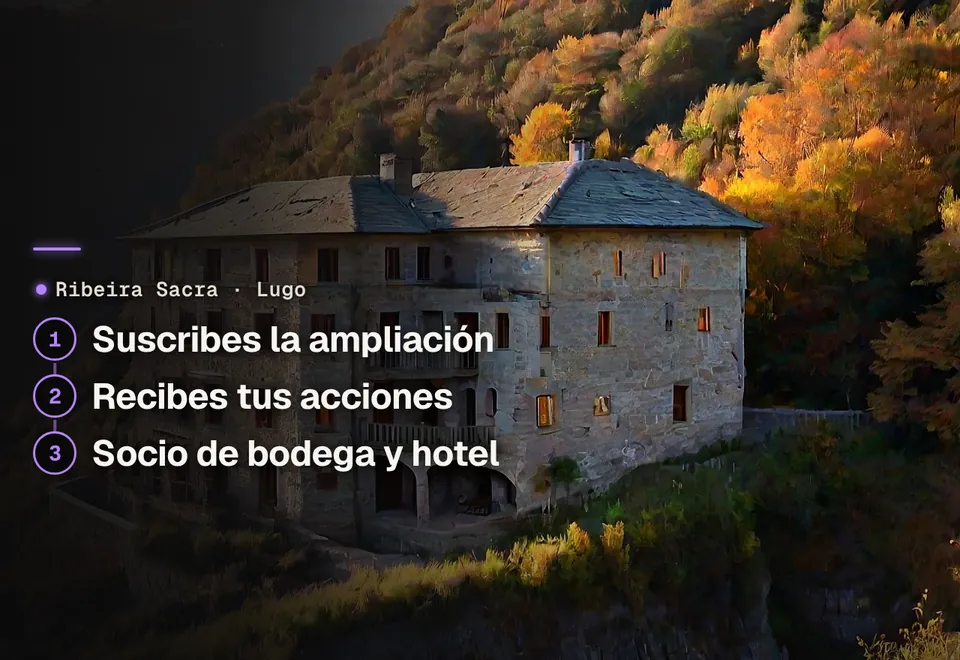 Ribeira Sacra · Lugo
1 Suscribes la ampliación
2 Recibes tus acciones
3 Socio de bodega y hotel